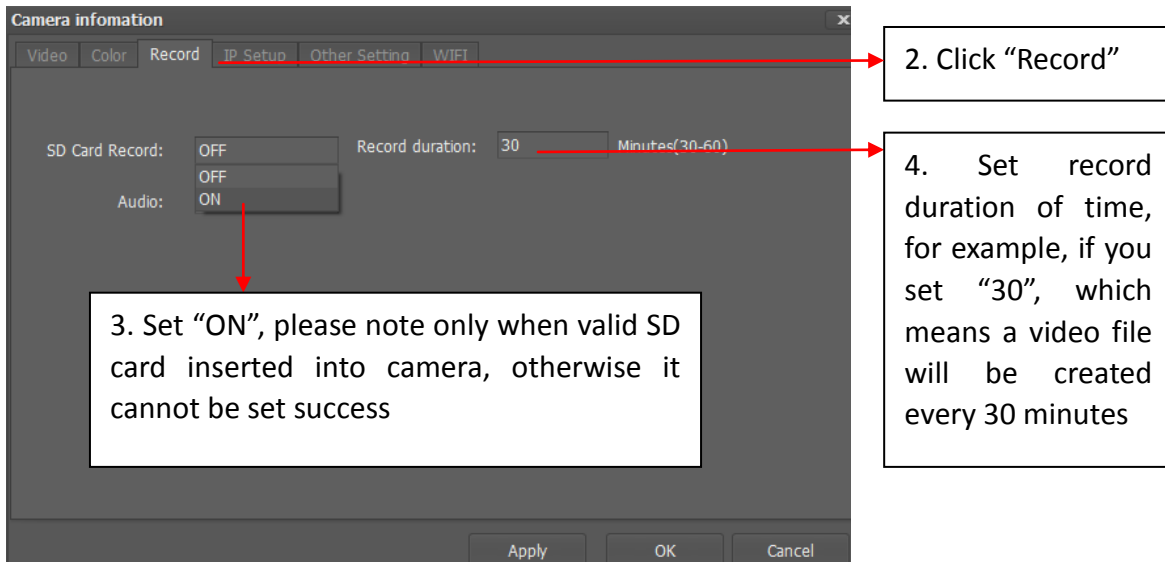 Camera infomation
Video Color Record IP Setup Other Setting WIFI
2. Click “Record”
SD Card Record: OFF Record duration: 30 Minutes(30-60)
OFF
Audio: ON
3. Set “ON”, please note only when valid SD
card inserted into camera, otherwise it
cannot be set success
4. Set record
duration of time,
for example, if you
set “30”, which
means a video file
will be created
every 30 minutes
Apply OK Cancel